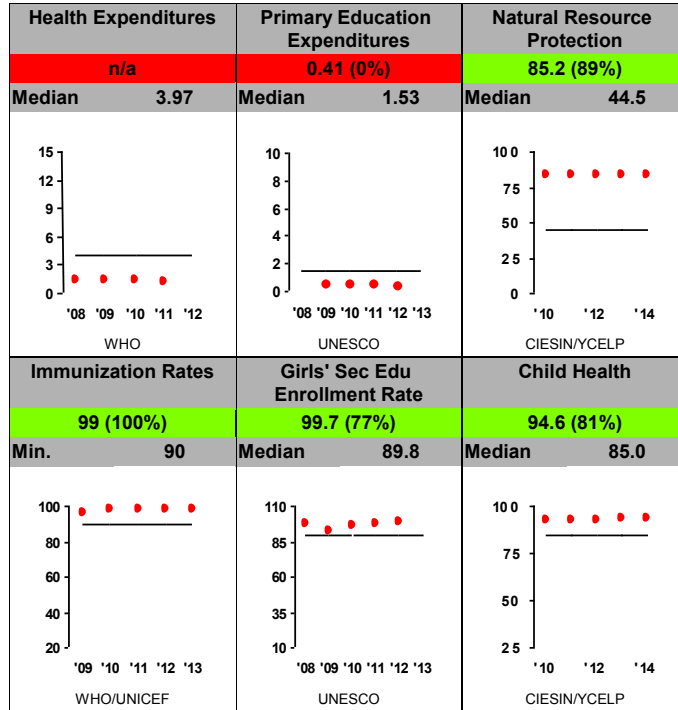 Health Expenditures
n/a
Median 3.97
15
12
9
6
3
0
'08 '09 '10 '11 '12
WHO
Primary Education
Expenditures
0.41 (0%)
Median 1.53
10
8
6
4
2
0
'08 '09 '10 '11 '12 '13
UNESCO
Natural Resource
Protection
85.2 (89%)
Median 44.5
100
75
50
25
0
'10 '12 '14
CIESIN/YCELP
Immunization Rates
99 (100%)
Min. 90
100
80
60
40
20
'09 '10 '11 '12 '13
WHO/UNICEF
Girls' Sec Edu
Enrollment Rate
99.7 (77%)
Median 89.8
110
85
60
35
10
'08 '09 '10 '11 '12 '13
UNESCO
Child Health
94.6 (81%)
Median 85.0
100
75
50
25
'10 '12 '14
CIESIN/YCELP